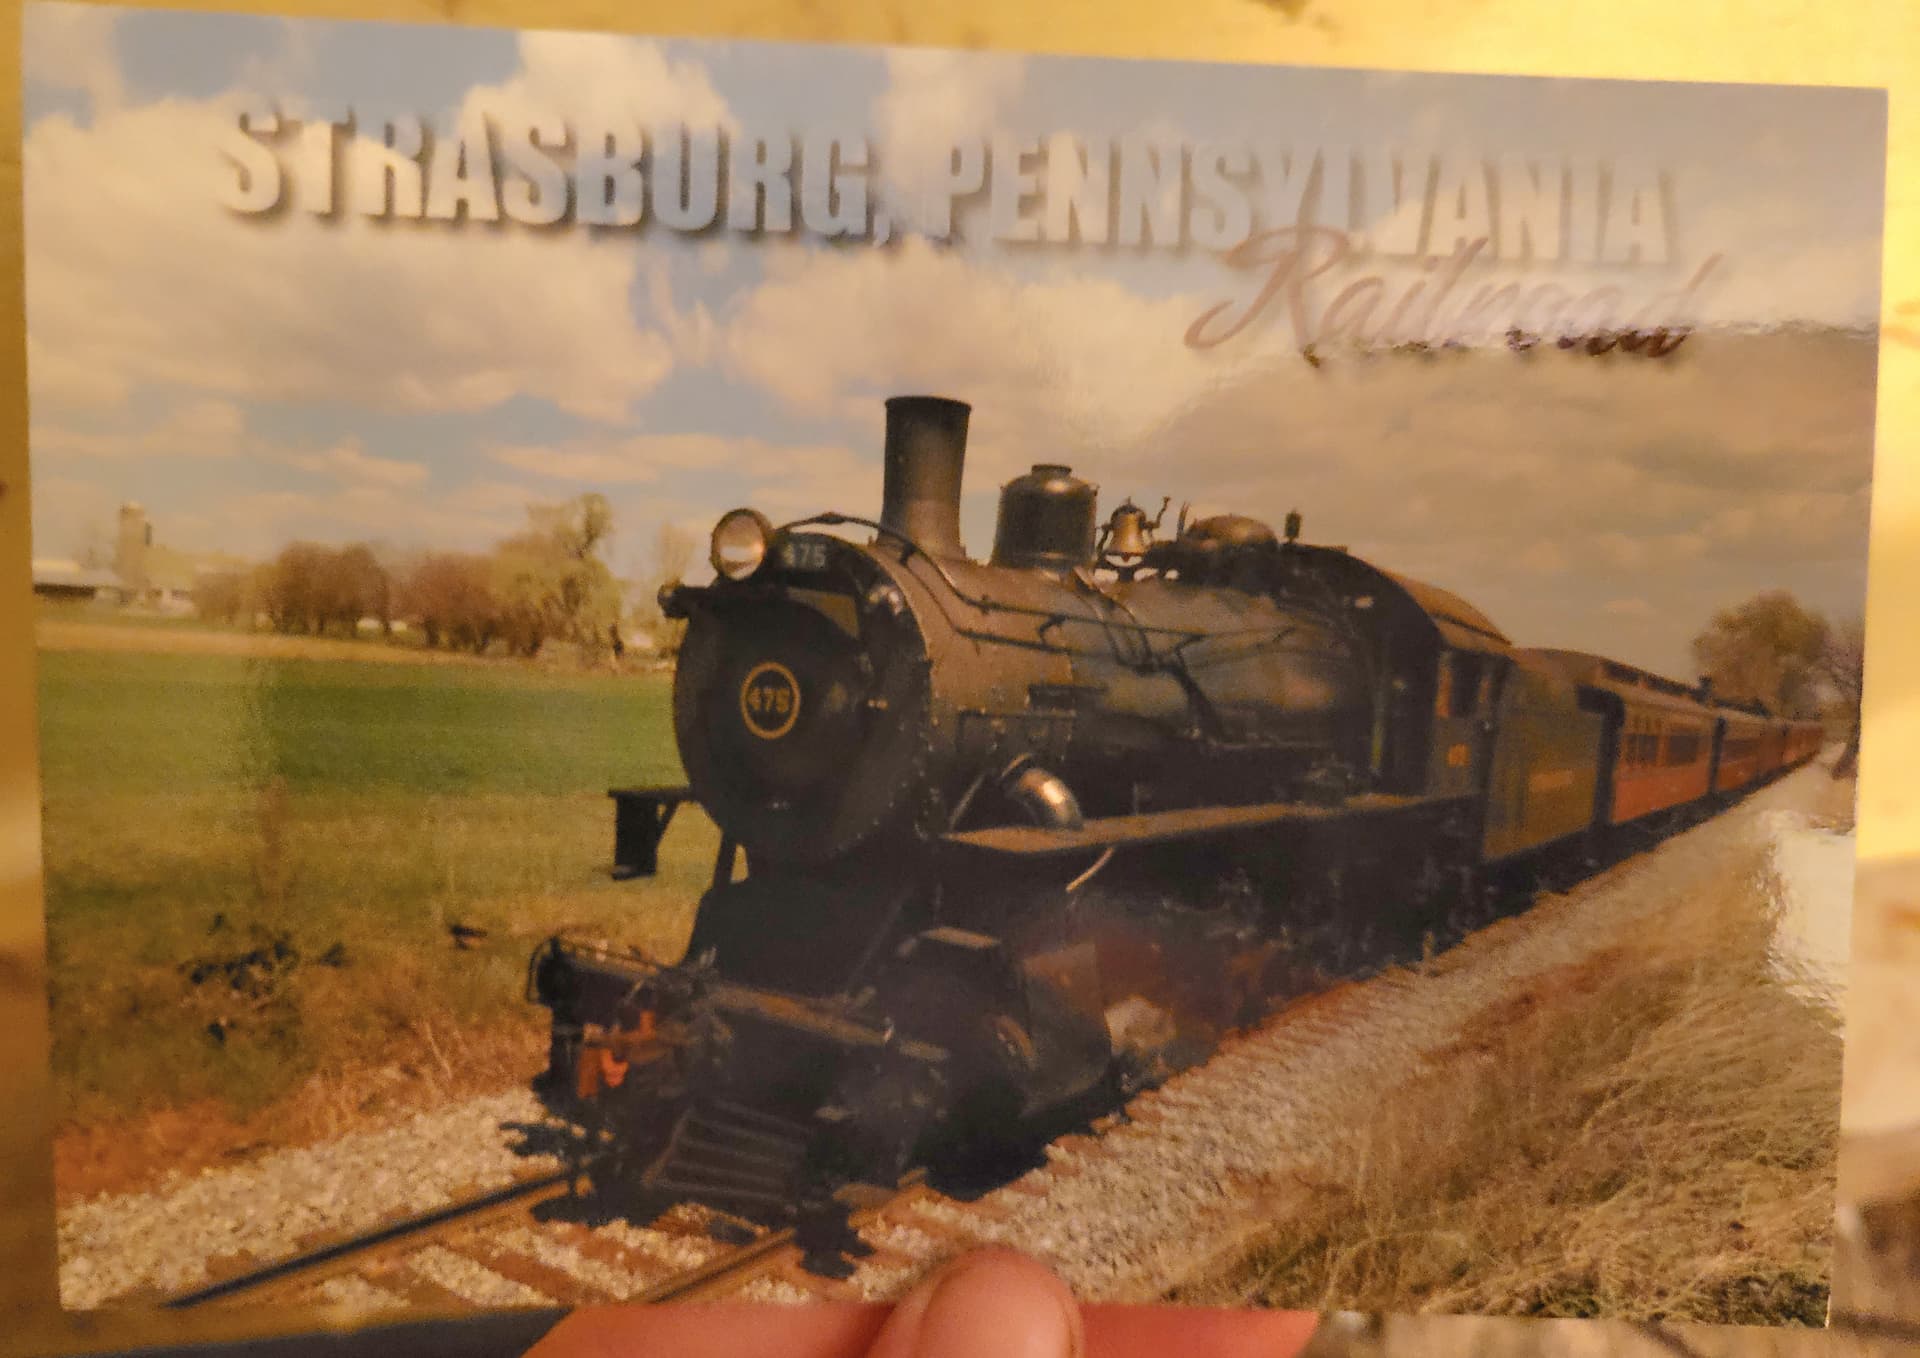 STRASBURG, PENNSYLVANIA
Railroad
475
475